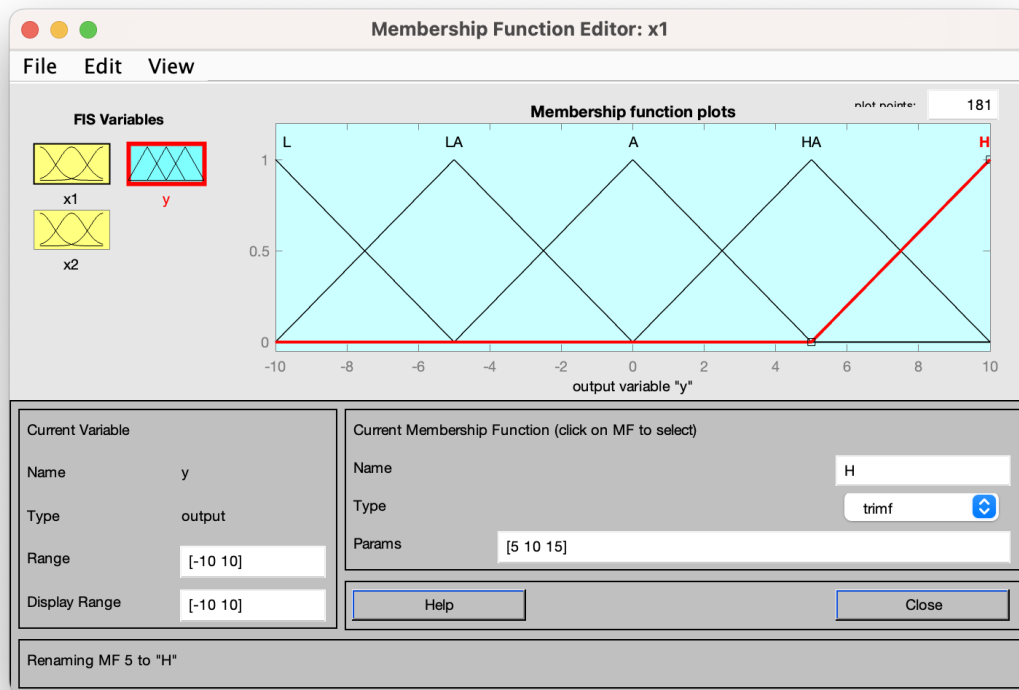 Membership Function Editor: x1
File Edit View
FIS Variables
x1
y
x2
Membership function plots
plot points:
181
L LA A HA H
1
0.5
0
-10 -8 -6 -4 -2 0 2 4 6 8 10
output variable "y"
Current Variable
Name y
Type output
Range [-10 10]
Display Range [-10 10]
Current Membership Function (click on MF to select)
Name H
Type trimf
Params [5 10 15]
Help Close
Renaming MF 5 to "H"